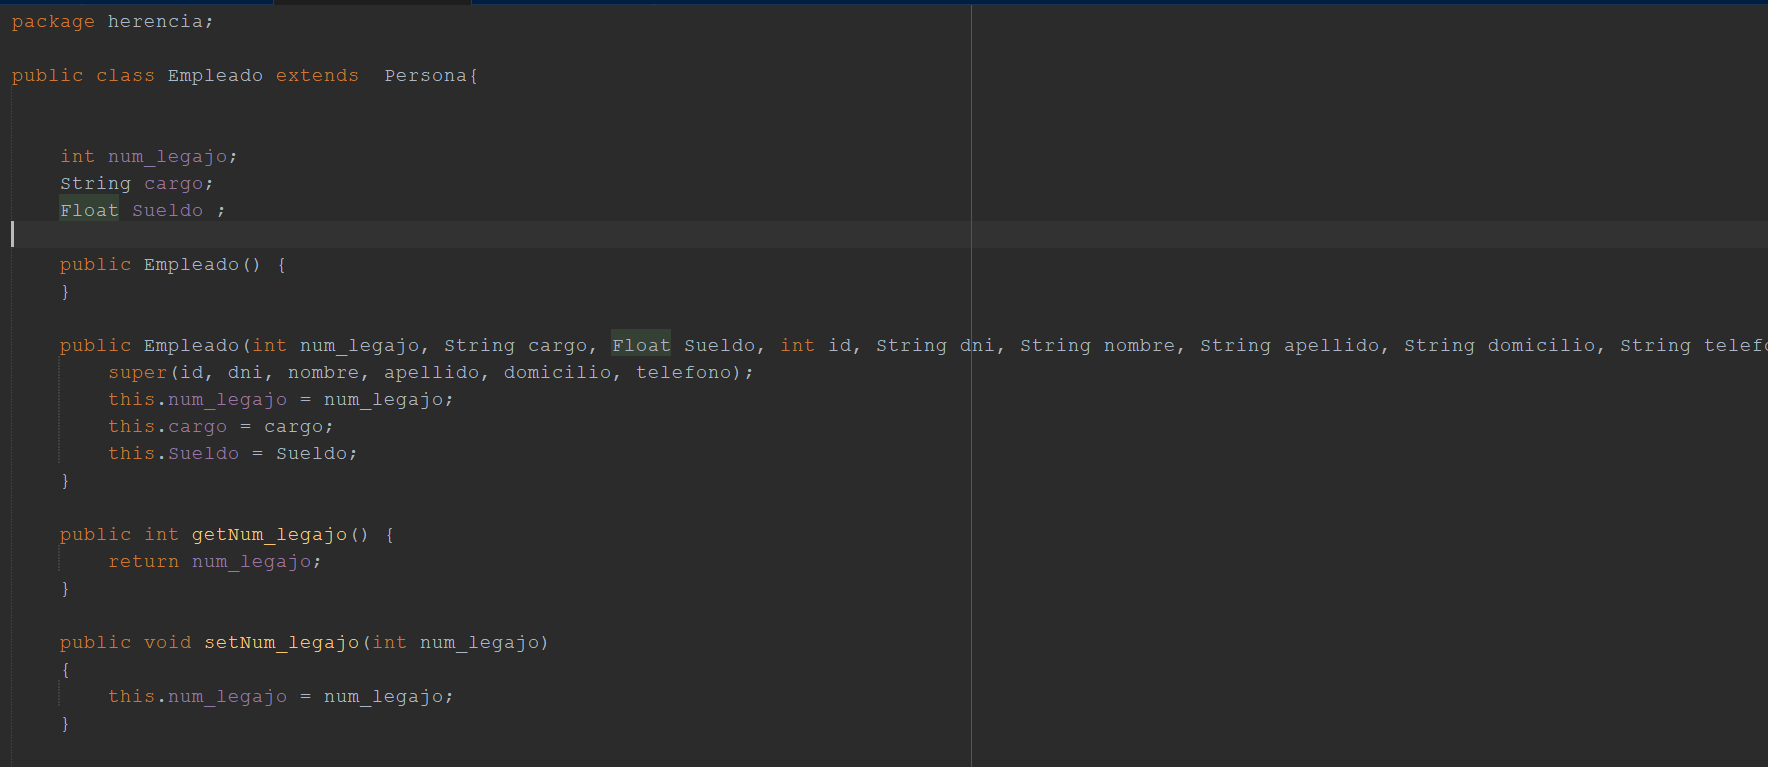 package herencia;
public class Empleado extends  Persona{
int num_legajo;
String cargo;
Float Sueldo ;
public Empleado() {
}
public Empleado(int num_legajo, String cargo, Float Sueldo, int id, String dni, String nombre, String apellido, String domicilio, String
super(id, dni, nombre, apellido, domicilio, telefono);
this.num_legajo = num_legajo;
this.cargo = cargo;
this.Sueldo = Sueldo;
}
public int getNum_legajo() {
return num_legajo;
}
public void setNum_legajo(int num_legajo)
{
this.num_legajo = num_legajo;
}